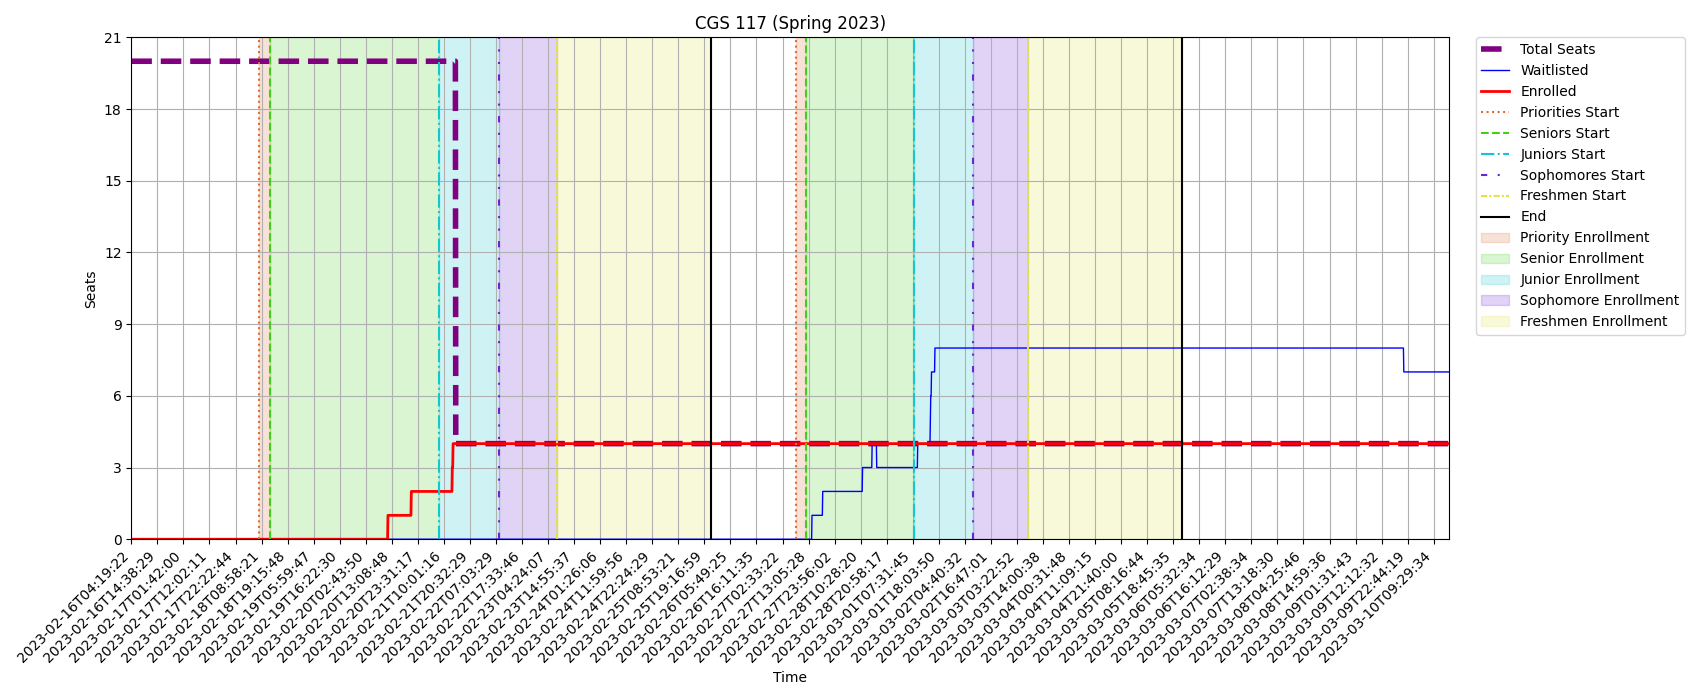 CGS 117 (Spring 2023)
21
18
15
12
9
6
3
0
Seats
2023-02-16T04:19:22
2023-02-16T14:38:29
2023-02-17T01:42:00
2023-02-17T12:02:11
2023-02-17T22:22:44
2023-02-18T08:58:21
2023-02-18T19:15:48
2023-02-19T05:59:47
2023-02-19T16:22:30
2023-02-20T02:43:50
2023-02-20T13:08:48
2023-02-20T23:31:17
2023-02-21T10:01:16
2023-02-21T20:32:29
2023-02-22T07:03:29
2023-02-22T17:33:46
2023-02-23T04:24:07
2023-02-23T14:55:37
2023-02-24T01:26:06
2023-02-24T11:59:56
2023-02-24T22:24:29
2023-02-25T08:53:21
2023-02-25T19:16:59
2023-02-26T05:49:25
2023-02-26T16:11:35
2023-02-27T02:33:22
2023-02-27T13:05:28
2023-02-27T23:56:02
2023-02-28T10:28:20
2023-02-28T20:58:17
2023-03-01T07:31:45
2023-03-01T18:03:50
2023-03-02T04:40:32
2023-03-02T16:47:01
2023-03-03T03:22:52
2023-03-03T14:00:38
2023-03-04T00:31:48
2023-03-04T11:09:15
2023-03-04T21:40:00
2023-03-05T08:16:44
2023-03-05T18:45:35
2023-03-06T05:32:34
2023-03-06T16:12:29
2023-03-07T02:38:34
2023-03-07T13:18:30
2023-03-08T04:25:46
2023-03-08T14:59:36
2023-03-09T01:31:43
2023-03-09T12:12:32
2023-03-09T22:44:19
2023-03-10T09:29:34
Time
Total Seats
Waitlisted
Enrolled
Priorities Start
Seniors Start
Juniors Start
Sophomores Start
Freshmen Start
End
Priority Enrollment
Senior Enrollment
Junior Enrollment
Sophomore Enrollment
Freshmen Enrollment